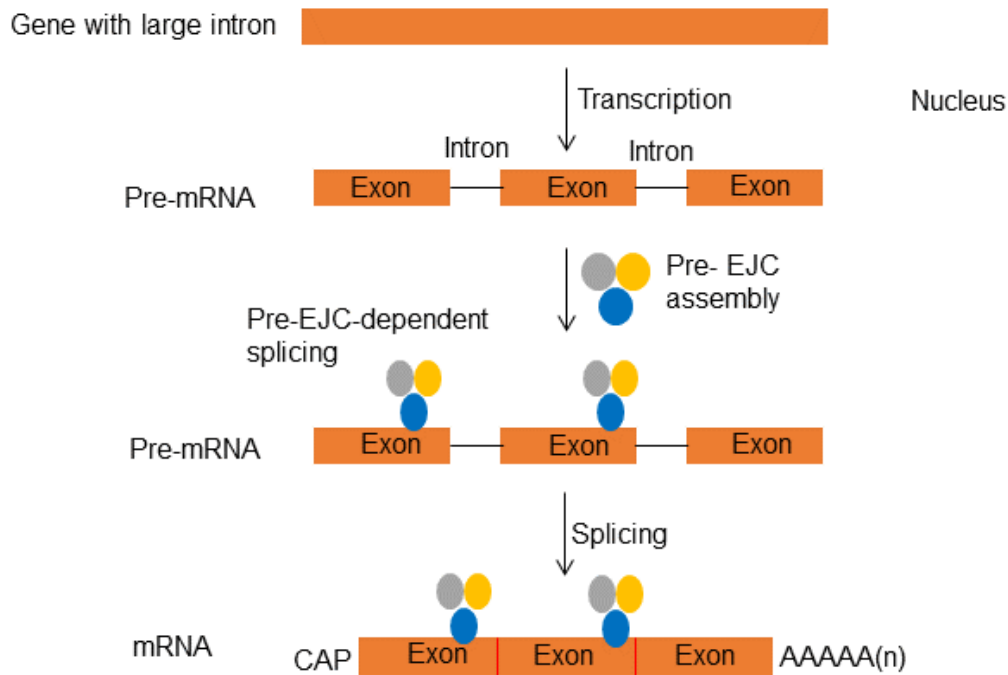 Gene with large intron
Transcription
Nucleus
Intron
Intron
Pre-mRNA
Exon
Exon
Exon
Pre- EJC
assembly
Pre-EJC-dependent
splicing
Pre-mRNA
Exon
Exon
Exon
Splicing
mRNA
CAP
Exon
Exon
Exon
AAAAA(n)